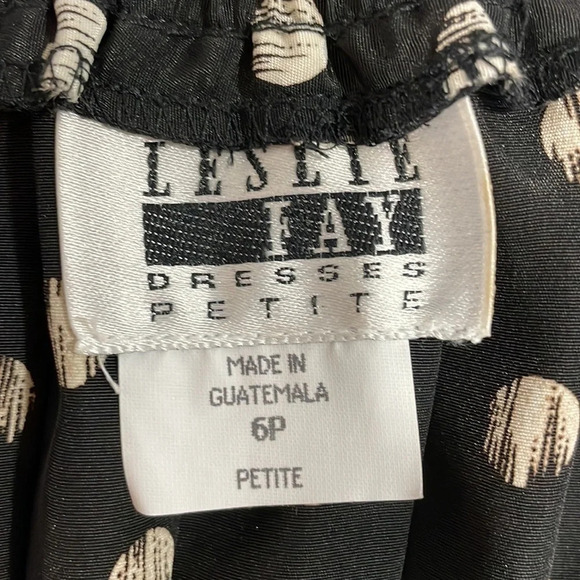 LESLIE
FAY
DRESSES
PETITE
MADE IN
GUATEMALA
6P
PETITE